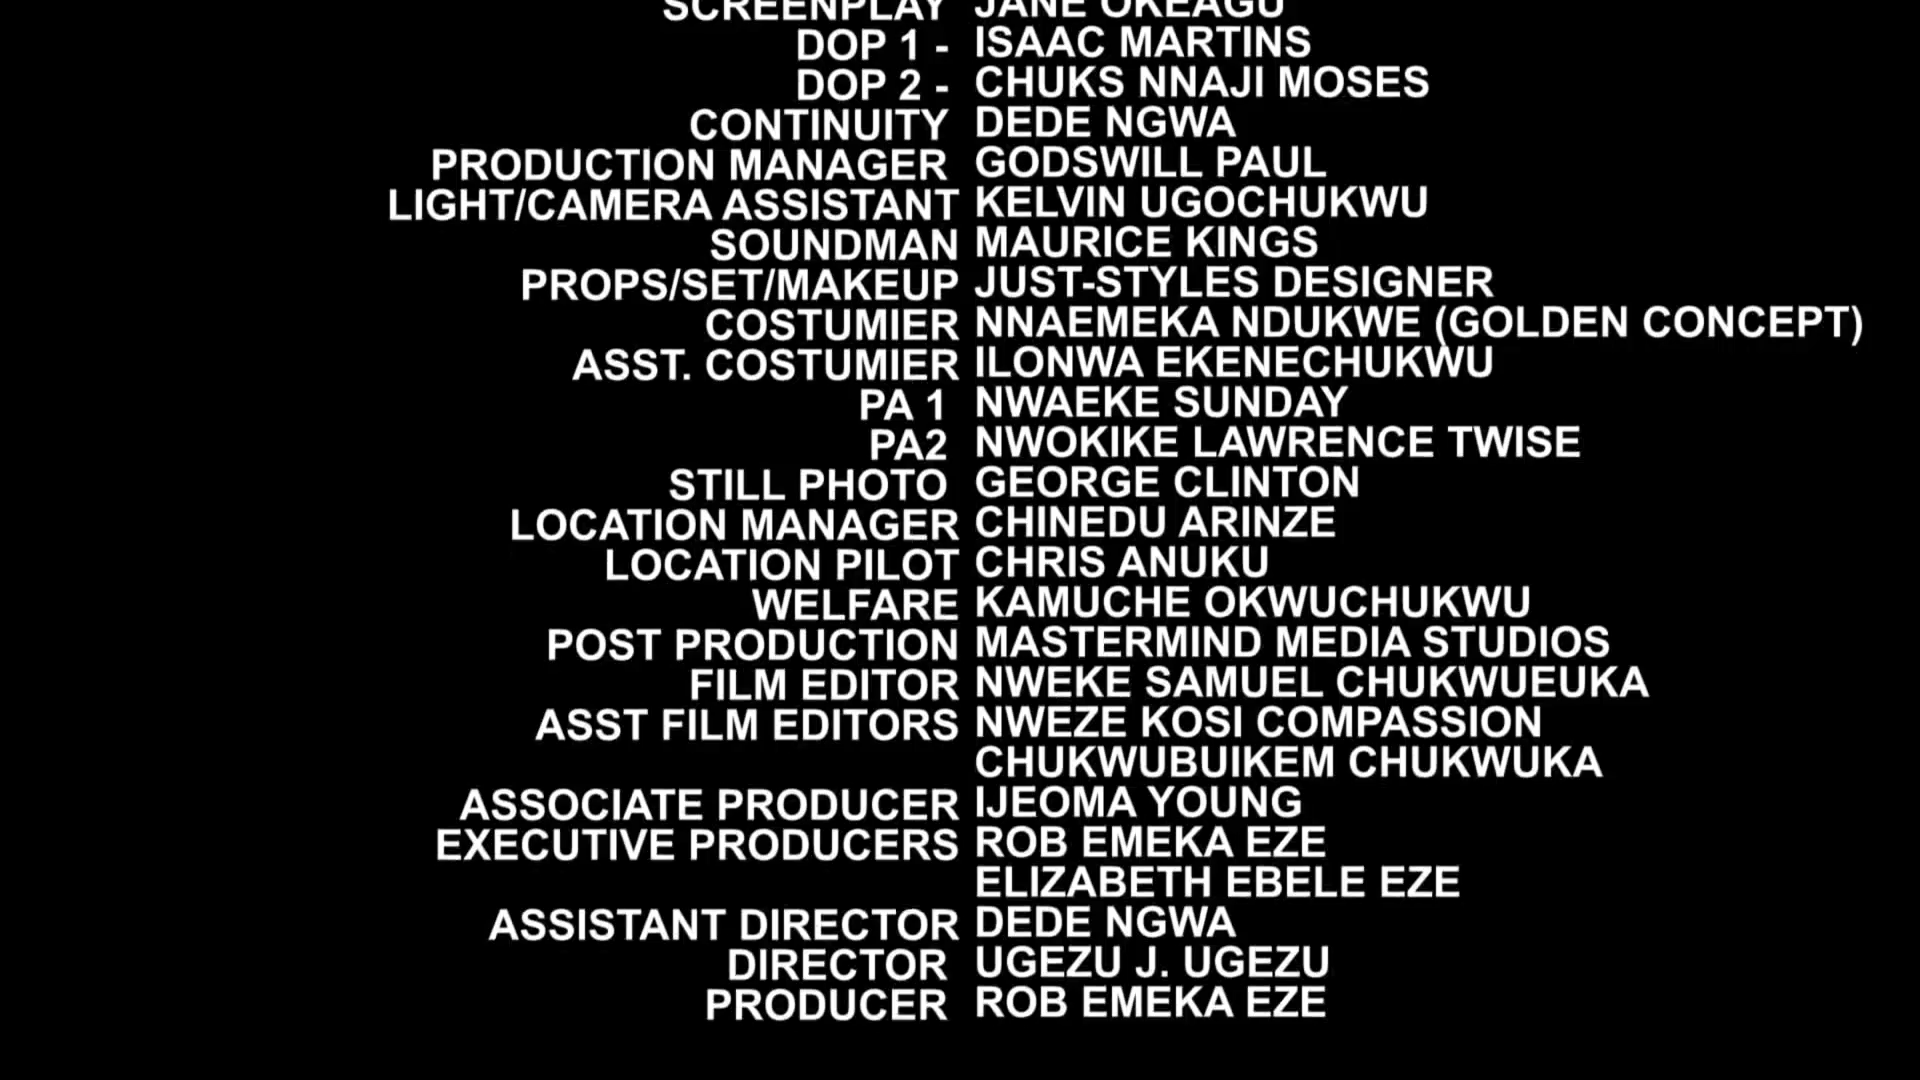 SCREENPLAY JANE OKEAGU
DOP 1 - ISAAC MARTINS
DOP 2 - CHUKS NNAJI MOSES
CONTINUITY DEDE NGWA
PRODUCTION MANAGER GODSWILL PAUL
LIGHT/CAMERA ASSISTANT KELVIN UGOCHUKWU
SOUNDMAN MAURICE KINGS
PROPS/SET/MAKEUP JUST-STYLES DESIGNER
COSTUMIER NNAEMEKA NDUKWE (GOLDEN CONCEPT)
ASST. COSTUMIER ILONWA EKENECHUKWU
PA 1 NWAEKE SUNDAY
PA2 NWOKIKE LAWRENCE TWISE
STILL PHOTO GEORGE CLINTON
LOCATION MANAGER CHINEDU ARINZE
LOCATION PILOT CHRIS ANUKU
WELFARE KAMUCHE OKWUCHUKWU
POST PRODUCTION MASTERMIND MEDIA STUDIOS
FILM EDITOR NWEKE SAMUEL CHUKWUEUKA
ASST FILM EDITORS NWEZE KOSI COMPASSION
CHUKWUBUIKEM CHUKWUKA
ASSOCIATE PRODUCER IJEOMA YOUNG
EXECUTIVE PRODUCERS ROB EMEKA EZE
ELIZABETH EBELE EZE
ASSISTANT DIRECTOR DEDE NGWA
DIRECTOR UGEZU J. UGEZU
PRODUCER ROB EMEKA EZE